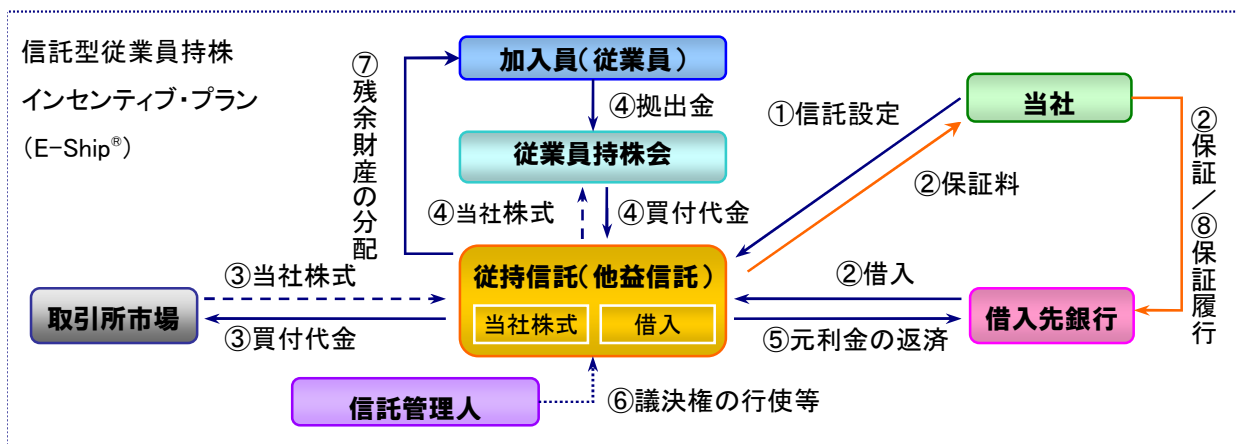 信託型従業員持株
インセンティブ・プラン
(E-Ship®)
⑦残余財産の分配
加入員(従業員)
④拠出金
従業員持株会
④当社株式
④買付代金
①信託設定
②保証料
当社
②保証/⑧保証履行
③当社株式
取引所市場
③買付代金
従持信託(他益信託)
当社株式
借入
②借入
⑤元利金の返済
借入先銀行
信託管理人
⑥議決権の行使等